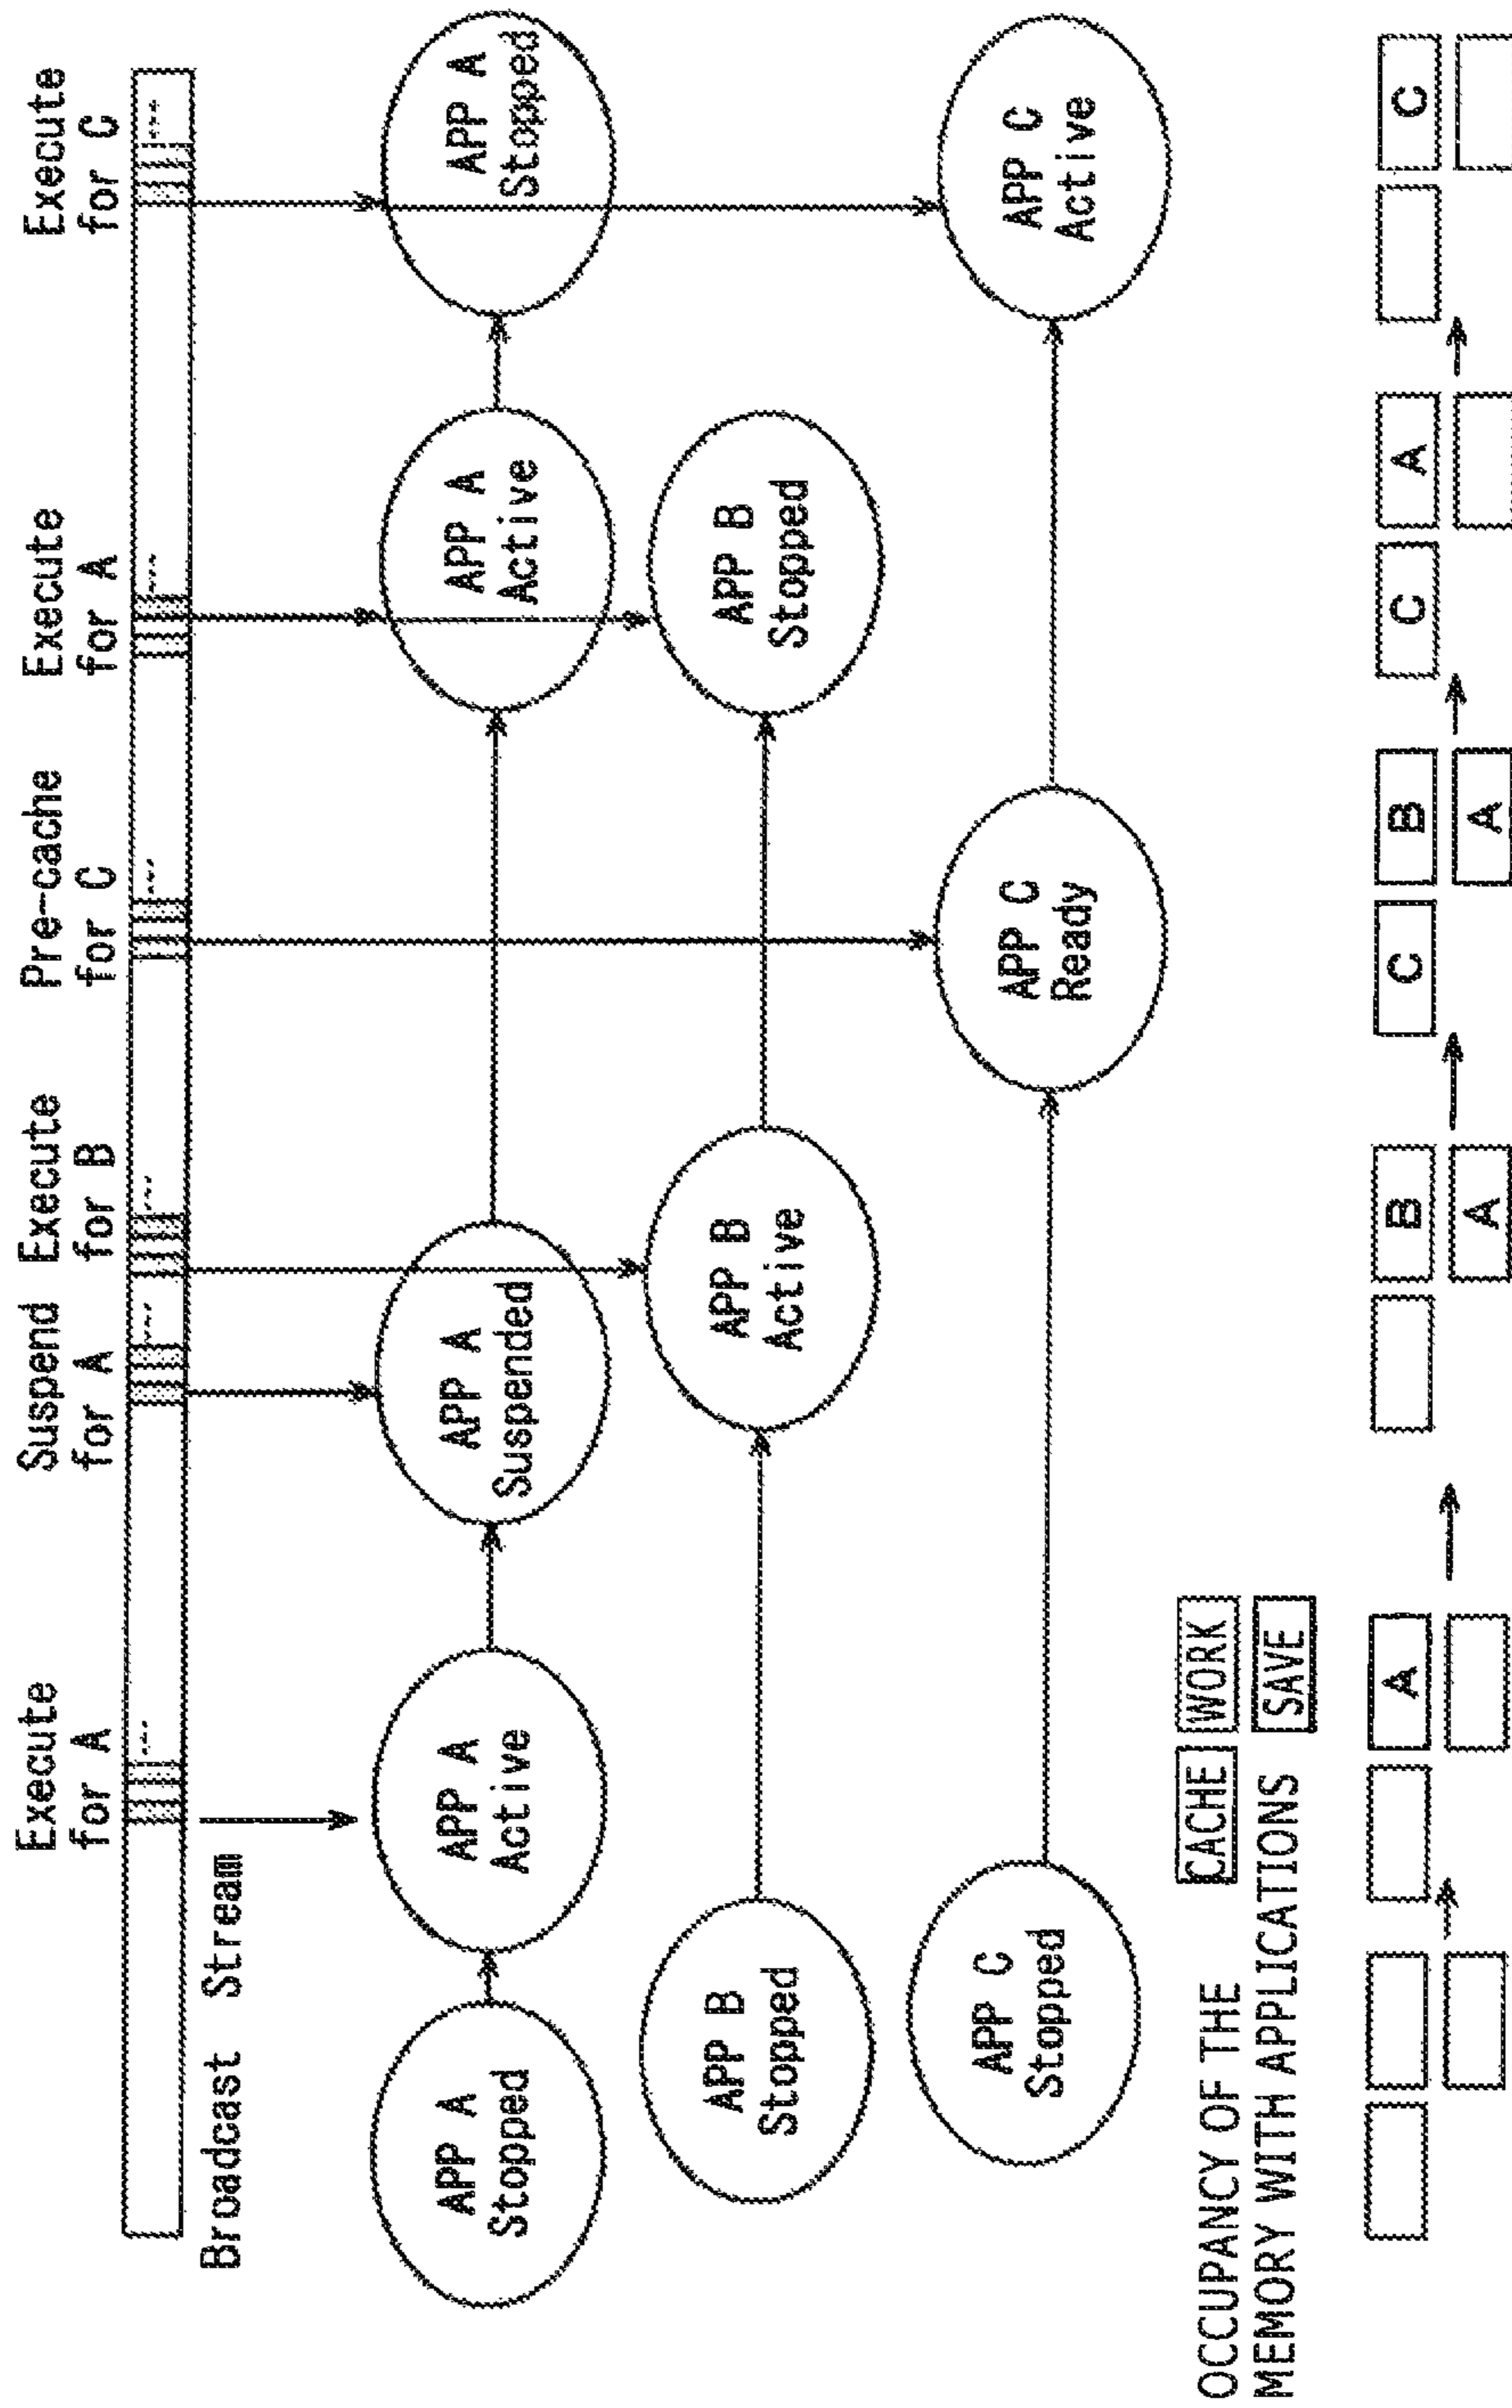 Execute
for A
Suspend
for A
Execute
for B
Pre-cache
for C
Execute
for A
Execute
for C
Broadcast Stream
APP A
Stopped
APP A
Active
APP A
Suspended
APP A
Active
APP A
Stopped
APP B
Stopped
APP B
Active
APP B
Stopped
APP C
Stopped
APP C
Ready
APP C
Active
OCCUPANCY OF THE
MEMORY WITH APPLICATIONS
CACHE WORK
SAVE
A
B
A
C B
A
C A
C